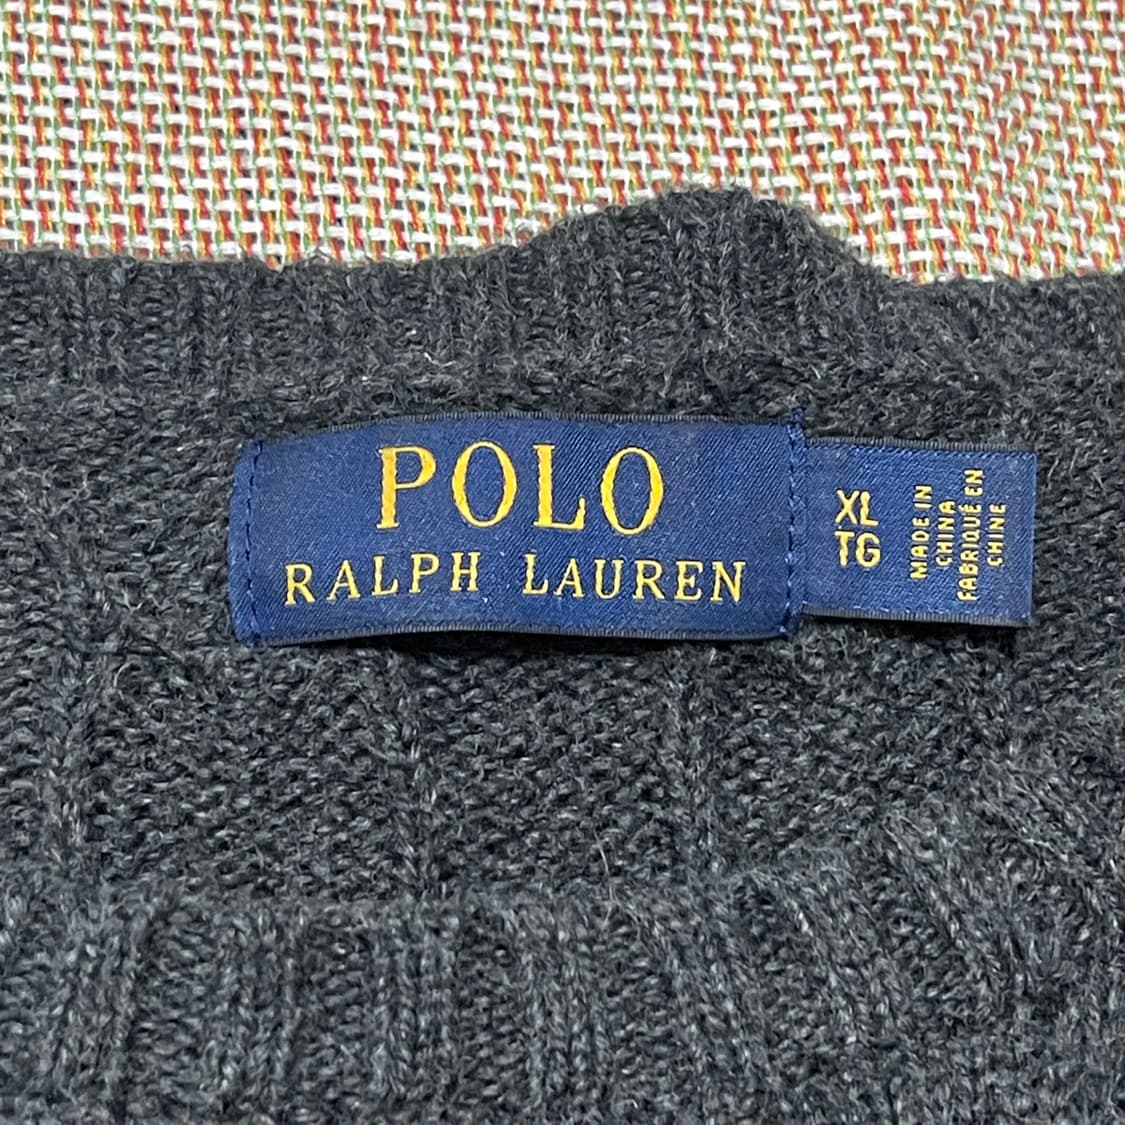 POLO
RALPH LAUREN
XL
TG
MADE IN
CHINA
FABRIQUÉ EN
CHINE